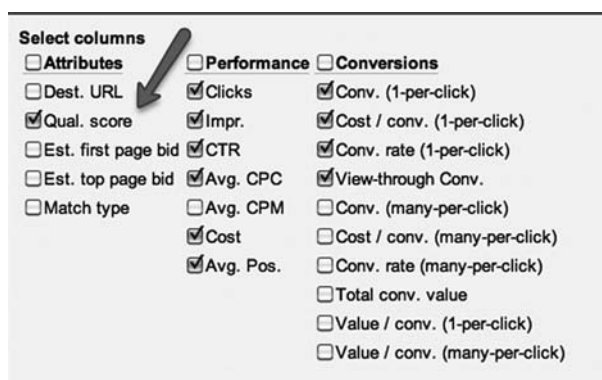 Select columns
Attributes
Dest. URL
Qual. score
Est. first page bid
Est. top page bid
Match type
Performance
Clicks
Impr.
CTR
Avg. CPC
Avg. CPM
Cost
Avg. Pos.
Conversions
Conv. (1-per-click)
Cost / conv. (1-per-click)
Conv. rate (1-per-click)
View-through Conv.
Conv. (many-per-click)
Cost / conv. (many-per-click)
Conv. rate (many-per-click)
Total conv. value
Value / conv. (1-per-click)
Value / conv. (many-per-click)